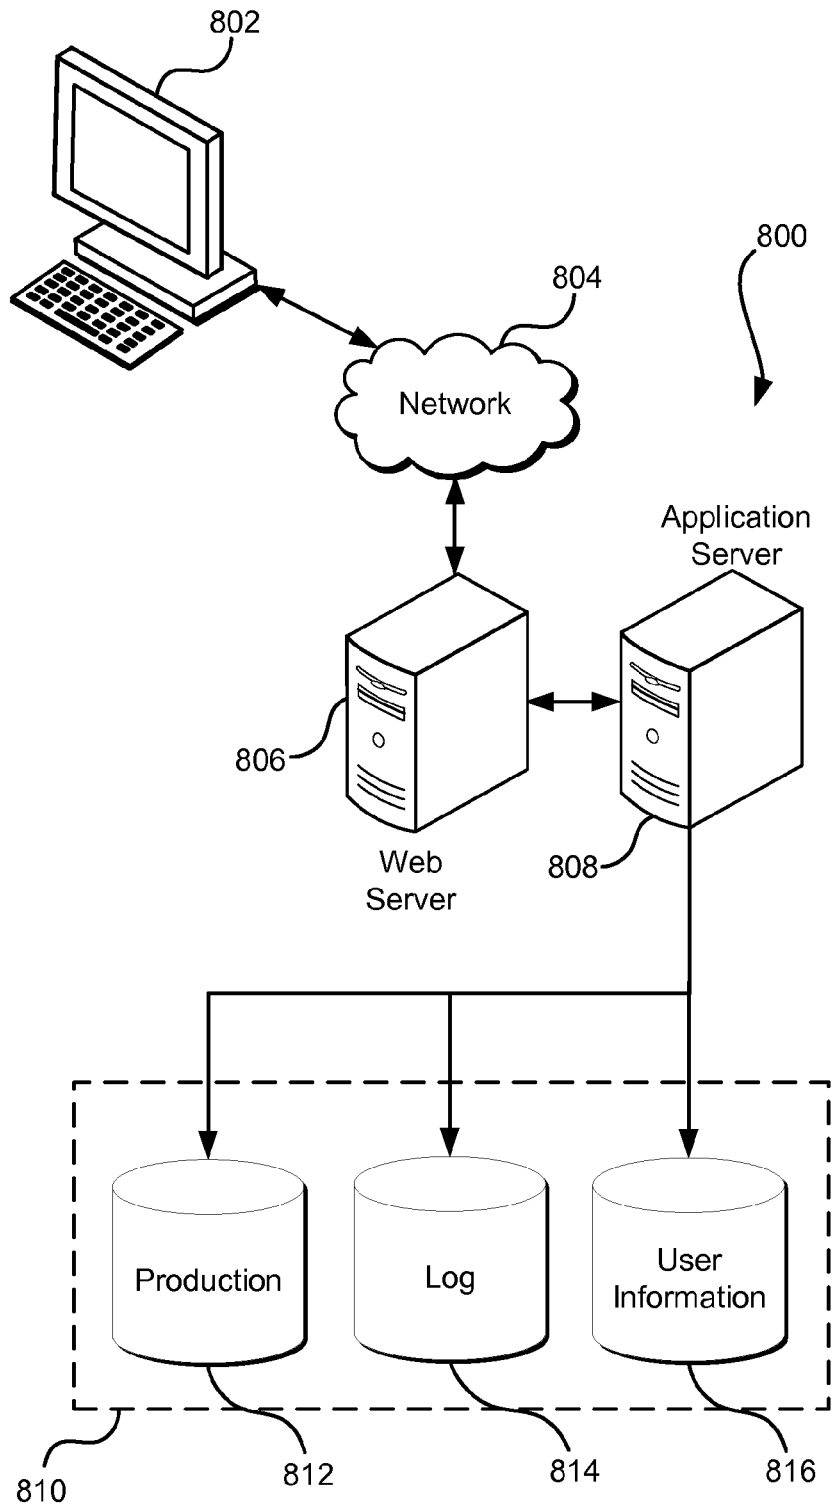 802
800
804
Network
Application
Server
806
808
Web
Server
Production
Log
User
Information
810
812
814
816